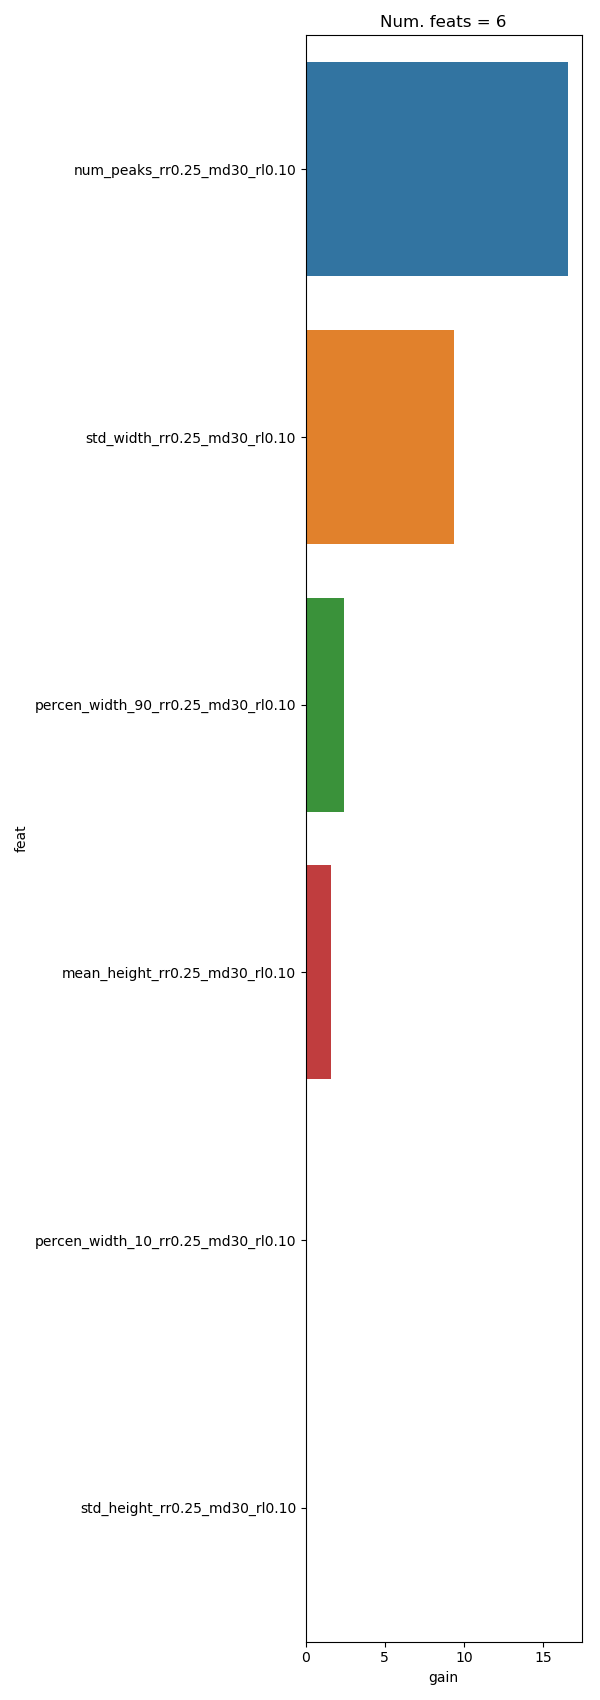 Num. feats = 6
num_peaks_rr0.25_md30_rl0.10
std_width_rr0.25_md30_rl0.10
percen_width_90_rr0.25_md30_rl0.10
feat
mean_height_rr0.25_md30_rl0.10
percen_width_10_rr0.25_md30_rl0.10
std_height_rr0.25_md30_rl0.10
0 5 10 15
gain